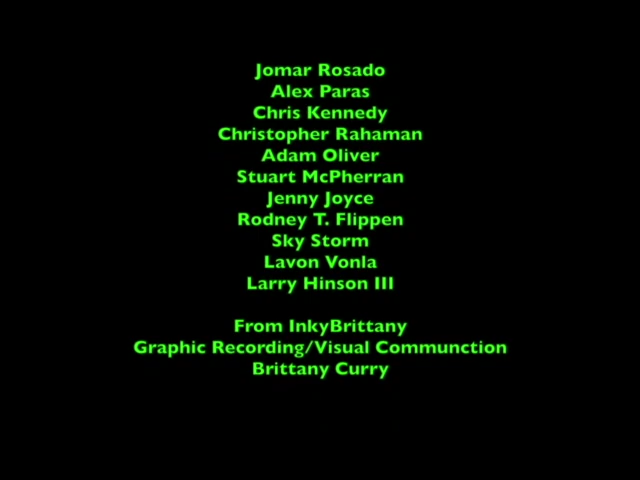 Jomar Rosado
Alex Paras
Chris Kennedy
Christopher Rahaman
Adam Oliver
Stuart McPherran
Jenny Joyce
Rodney T. Flippen
Sky Storm
Lavon Vonla
Larry Hinson III
From InkyBrittany
Graphic Recording/Visual Communction
Brittany Curry